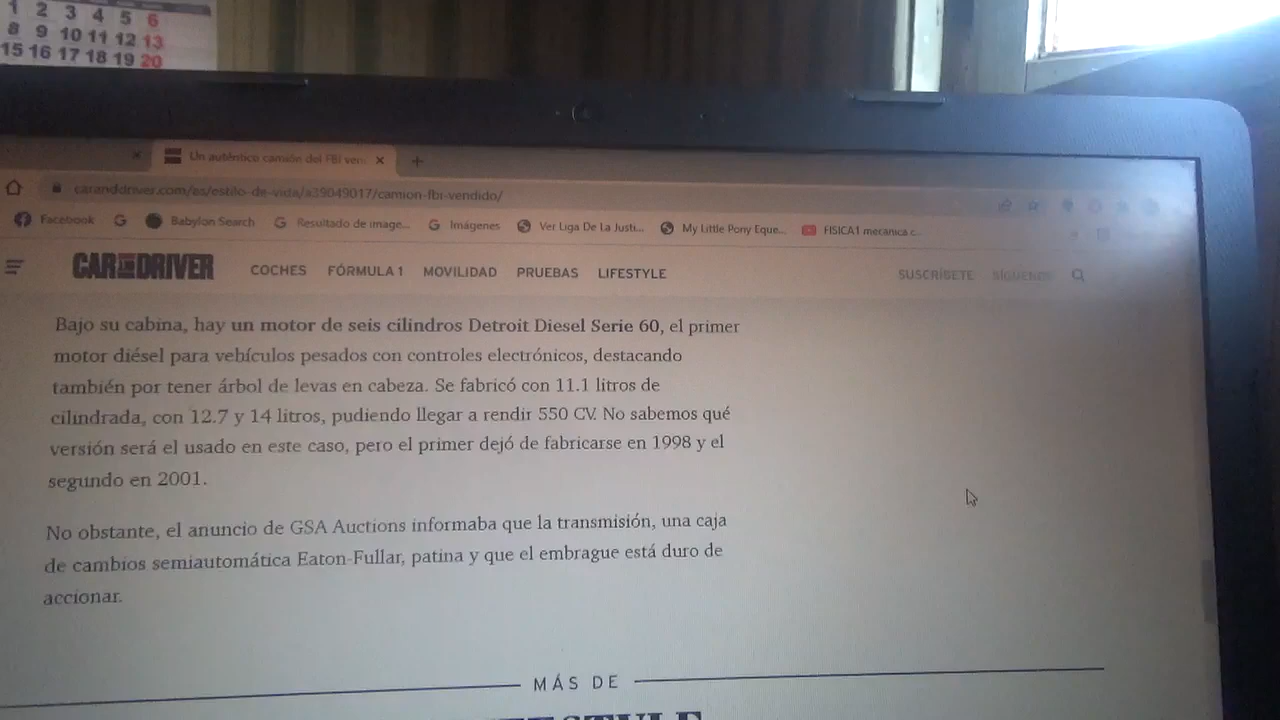 1 2 3 4 5 6
8 9 10 11 12 13
15 16 17 18 19 20
Un auténtico camión del FBI ven
caranddriver.com/es/estilo-de-vida/a39049017/camion-fbi-vendido/
Facebook Babylon Search Resultado de image... Imágenes Ver Liga De La Justi... My Little Pony Eque... FISICA1 mecanica c...
CAR AND DRIVER COCHES FÓRMULA 1 MOVILIDAD PRUEBAS LIFESTYLE SUSCRÍBETE SÍGUENOS
Bajo su cabina, hay un motor de seis cilindros Detroit Diesel Serie 60, el primer
motor diésel para vehículos pesados con controles electrónicos, destacando
también por tener árbol de levas en cabeza. Se fabricó con 11.1 litros de
cilindrada, con 12.7 y 14 litros, pudiendo llegar a rendir 550 CV. No sabemos qué
versión será el usado en este caso, pero el primer dejó de fabricarse en 1998 y el
segundo en 2001.
No obstante, el anuncio de GSA Auctions informaba que la transmisión, una caja
de cambios semiautomática Eaton-Fullar, patina y que el embrague está duro de
accionar.
MÁS DE